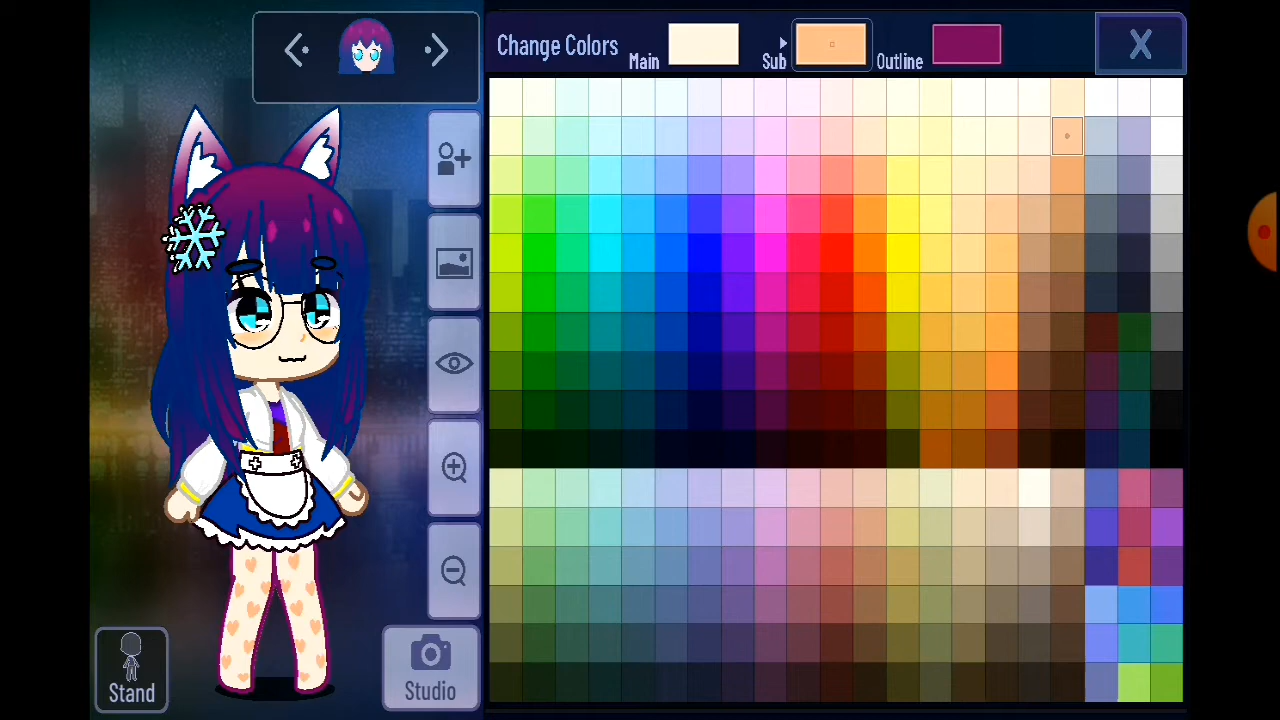 Change Colors
Main
Sub
Outline
X
Stand
Studio